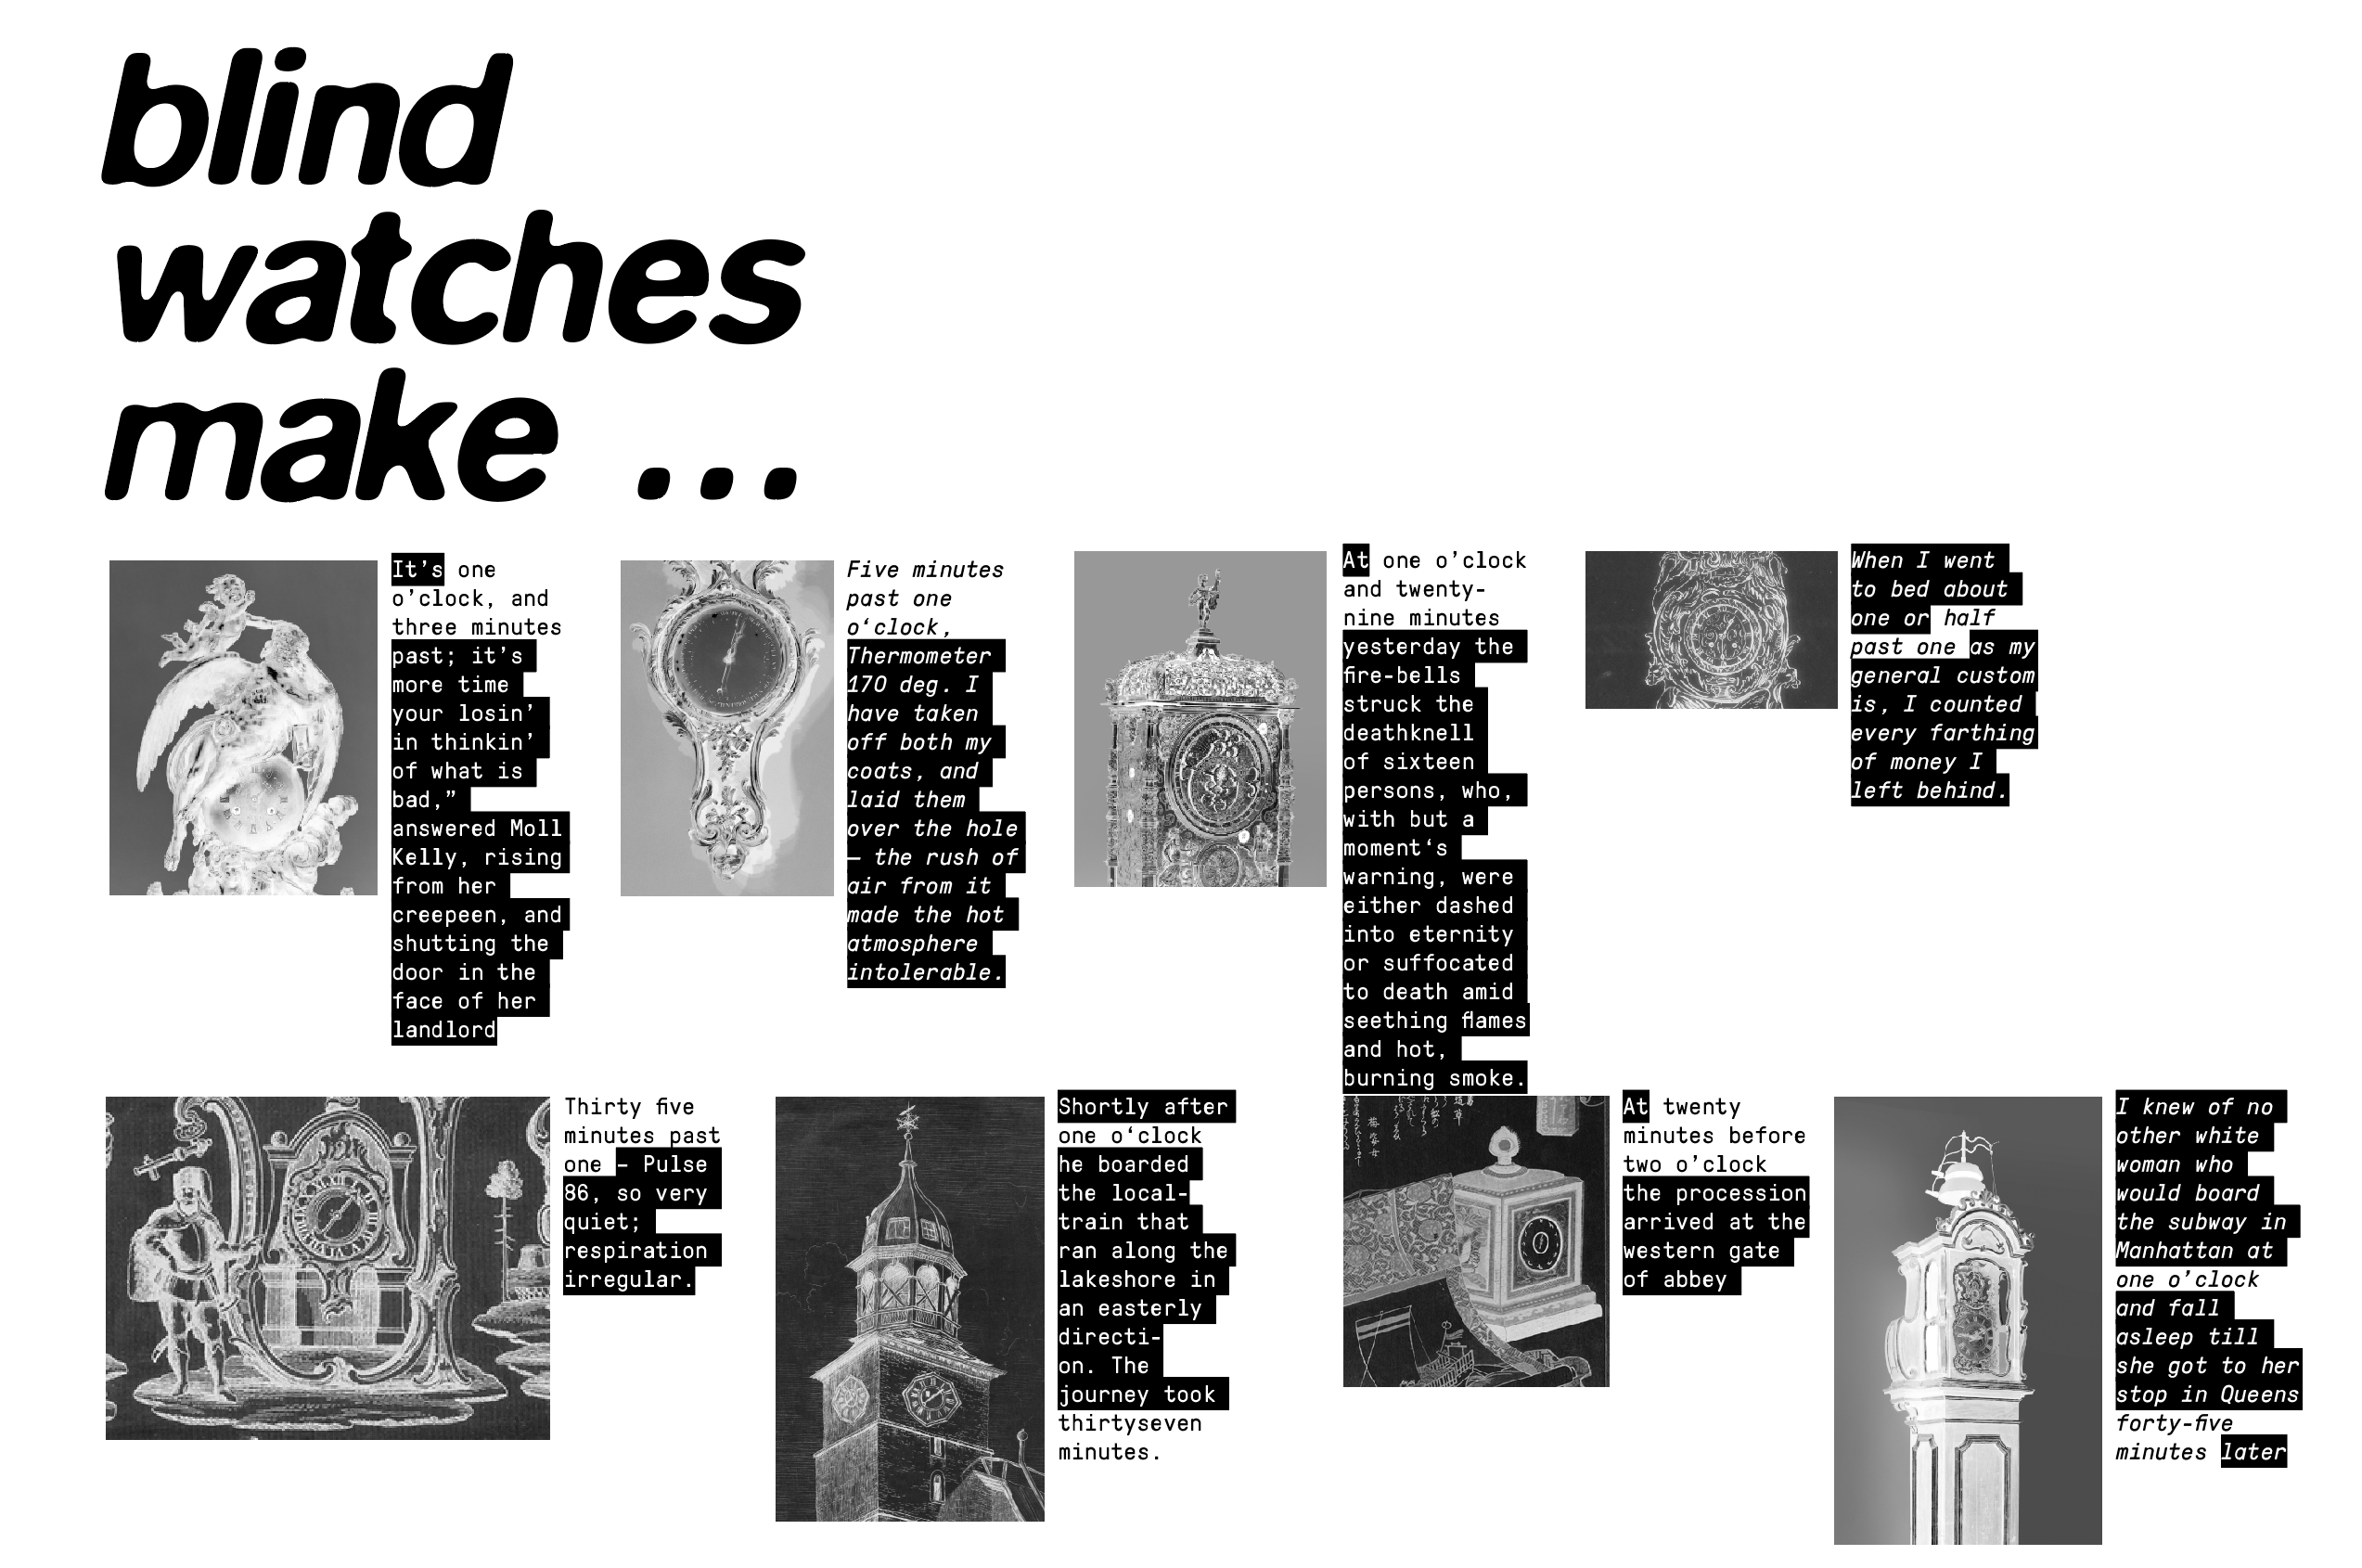 blind
watches
make ...
It's one
o'clock, and
three minutes
past; it's
more time
your losin'
in thinkin'
of what is
bad,”
answered Moll
Kelly, rising
from her
creepeen, and
shutting the
door in the
face of her
landlord
Five minutes
past one
o‘clock,
Thermometer
170 deg. I
have taken
off both my
coats, and
laid them
over the hole
— the rush of
air from it
made the hot
atmosphere
intolerable.
At one o'clock
and twenty-
nine minutes
yesterday the
fire-bells
struck the
deathknell
of sixteen
persons, who,
with but a
moment‘s
warning, were
either dashed
into eternity
or suffocated
to death amid
seething flames
and hot,
burning smoke.
When I went
to bed about
one or half
past one as my
general custom
is, I counted
every farthing
of money I
left behind.
Thirty five
minutes past
one – Pulse
86, so very
quiet;
respiration
irregular.
Shortly after
one o‘clock
he boarded
the local-
train that
ran along the
lakeshore in
an easterly
directi-
on. The
journey took
thirtyseven
minutes.
At twenty
minutes before
two o'clock
the procession
arrived at the
western gate
of abbey
I knew of no
other white
woman who
would board
the subway in
Manhattan at
one o'clock
and fall
asleep till
she got to her
stop in Queens
forty-five
minutes later